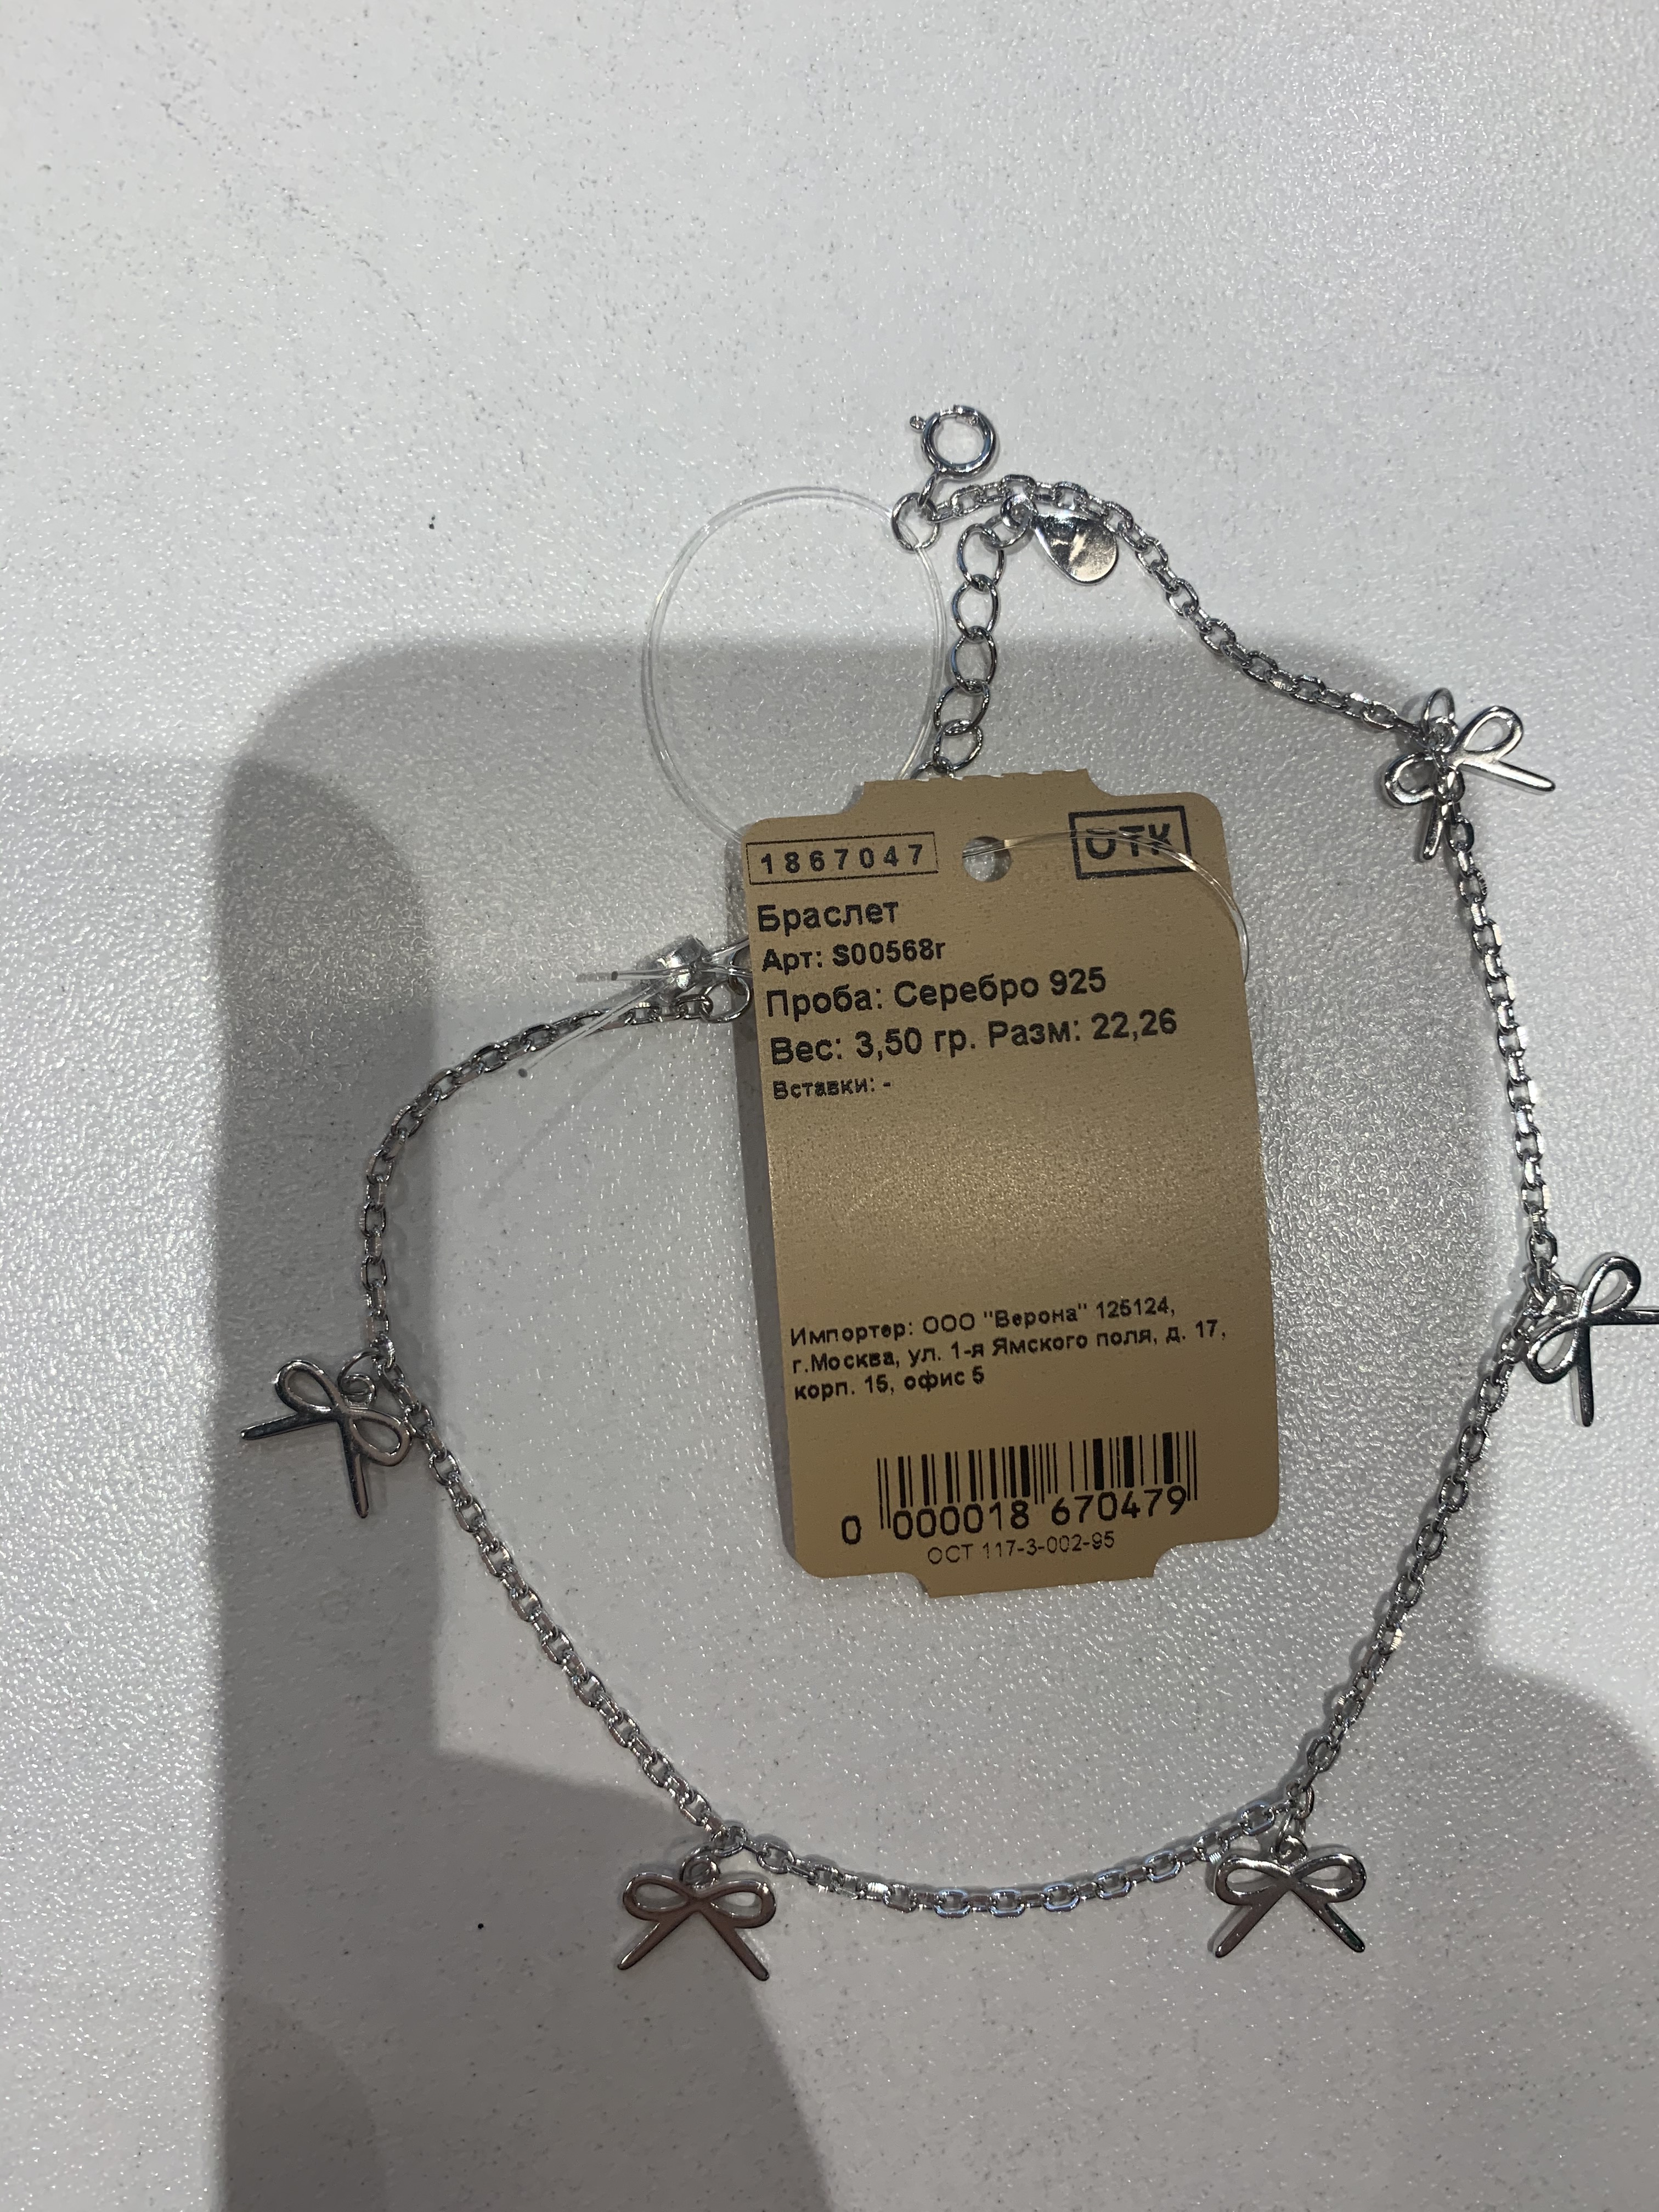 1867047
ОТК
Браслет
Арт: S00568r
Проба: Серебро 925
Вес: 3,50 гр. Разм: 22,26
Вставки: -
Импортер: ООО "Верона" 125124,
г.Москва, ул. 1-я Ямского поля, д. 17,
корп. 15, офис 5
0 000018 670479
ОСТ 117-3-002-95